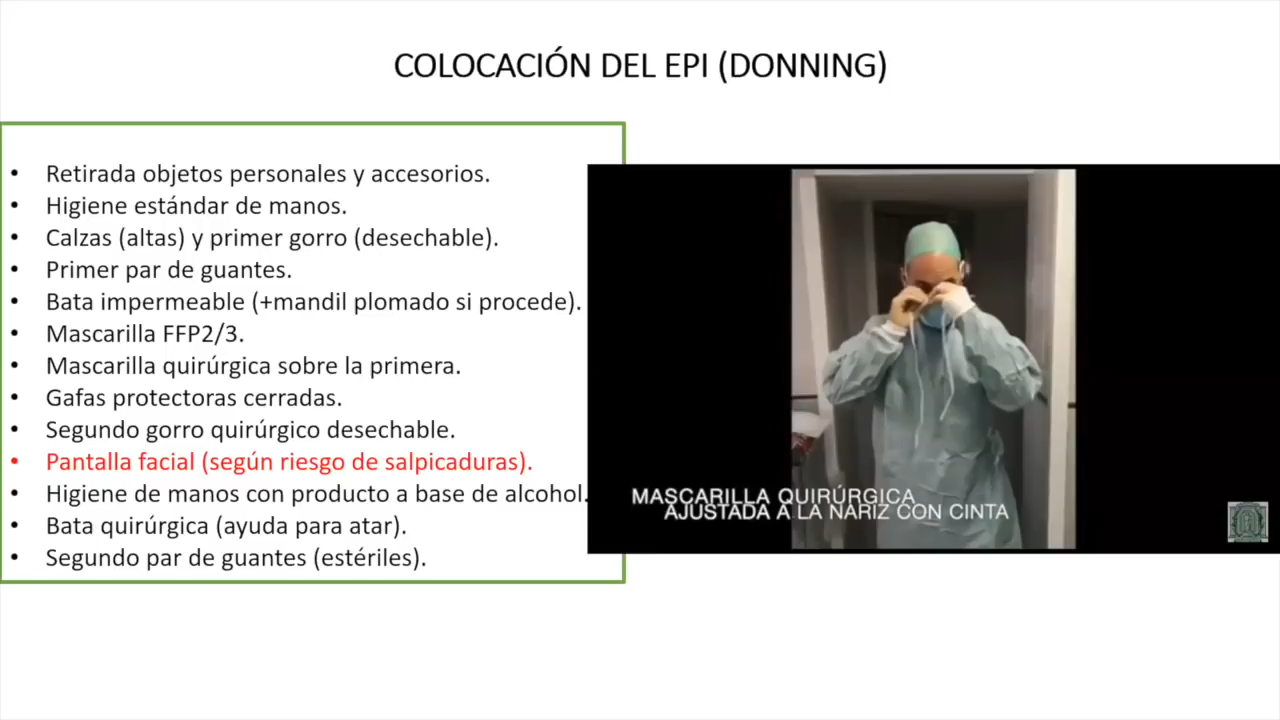 COLOCACIÓN DEL EPI (DONNING)
• Retirada objetos personales y accesorios.
• Higiene estándar de manos.
• Calzas (altas) y primer gorro (desechable).
• Primer par de guantes.
• Bata impermeable (+mandil plomado si procede).
• Mascarilla FFP2/3.
• Mascarilla quirúrgica sobre la primera.
• Gafas protectoras cerradas.
• Segundo gorro quirúrgico desechable.
• Pantalla facial (según riesgo de salpicaduras).
• Higiene de manos con producto a base de alcohol.
• Bata quirúrgica (ayuda para atar).
• Segundo par de guantes (estériles).
MASCARILLA QUIRÚRGICA
AJUSTADA A LA NARIZ CON CINTA